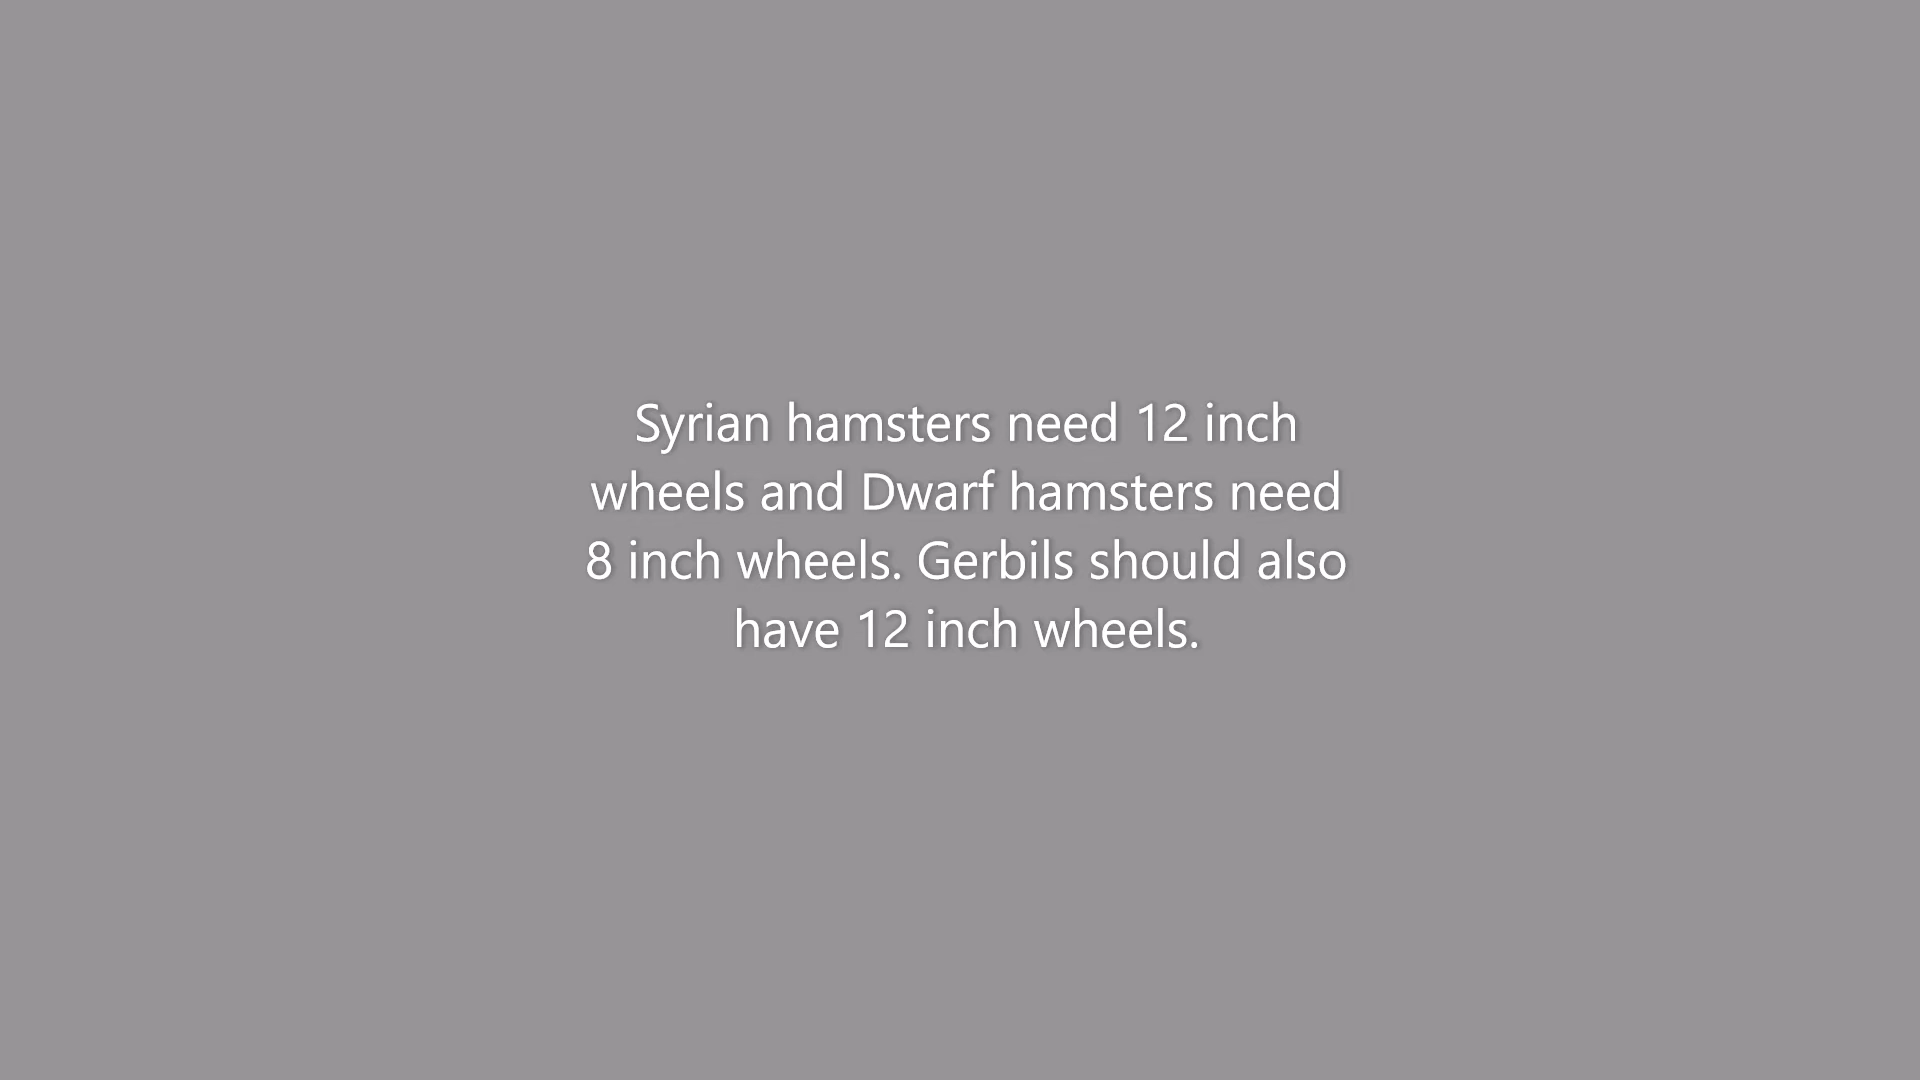 Syrian hamsters need 12 inch
wheels and Dwarf hamsters need
8 inch wheels. Gerbils should also
have 12 inch wheels.